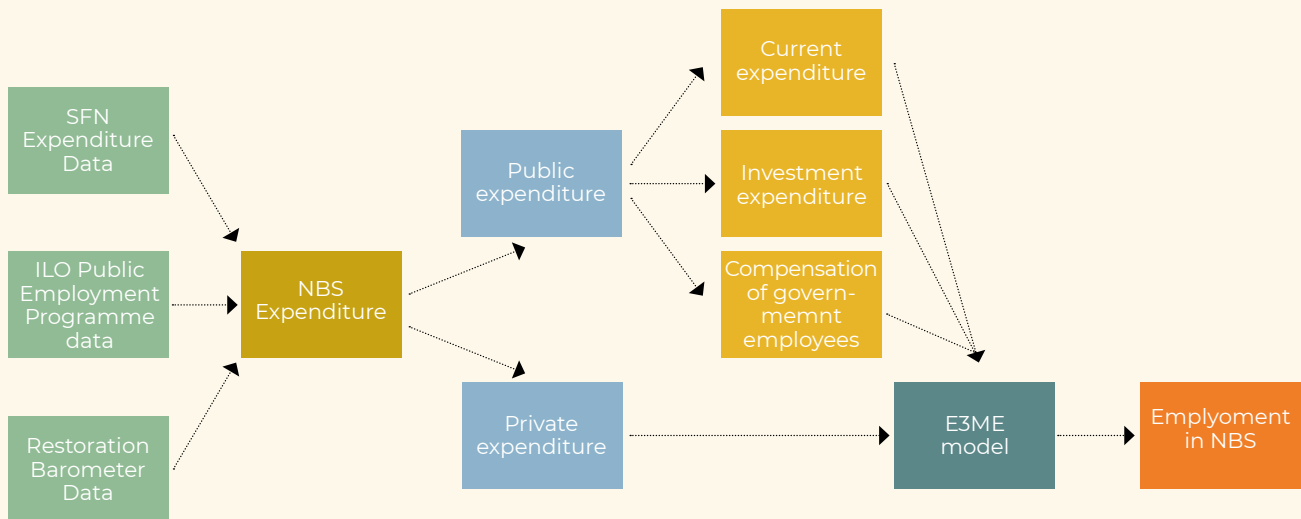 SFN
Expenditure
Data
ILO Public
Employment
Programme
data
Restoration
Barometer
Data
NBS
Expenditure
Public
expenditure
Private
expenditure
Current
expenditure
Investment
expenditure
Compensation
of govern-
memnt
employees
E3ME
model
Emplyoment
in NBS